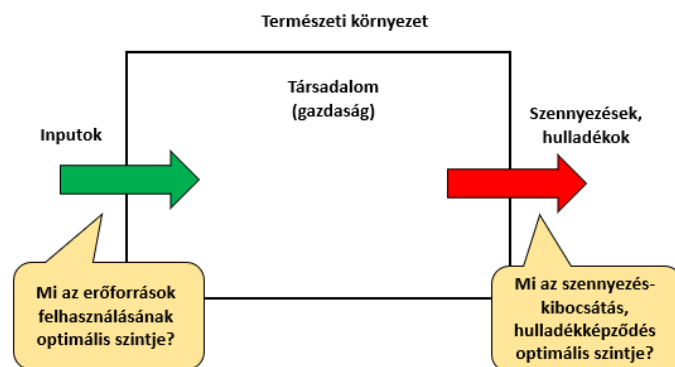 Természeti környezet
Társadalom
(gazdaság)
Inputok
Szennyezések,
hulladékok
Mi az erőforrások
felhasználásának
optimális szintje?
Mi az szennyezés-
kibocsátás,
hulladékképződés
optimális szintje?